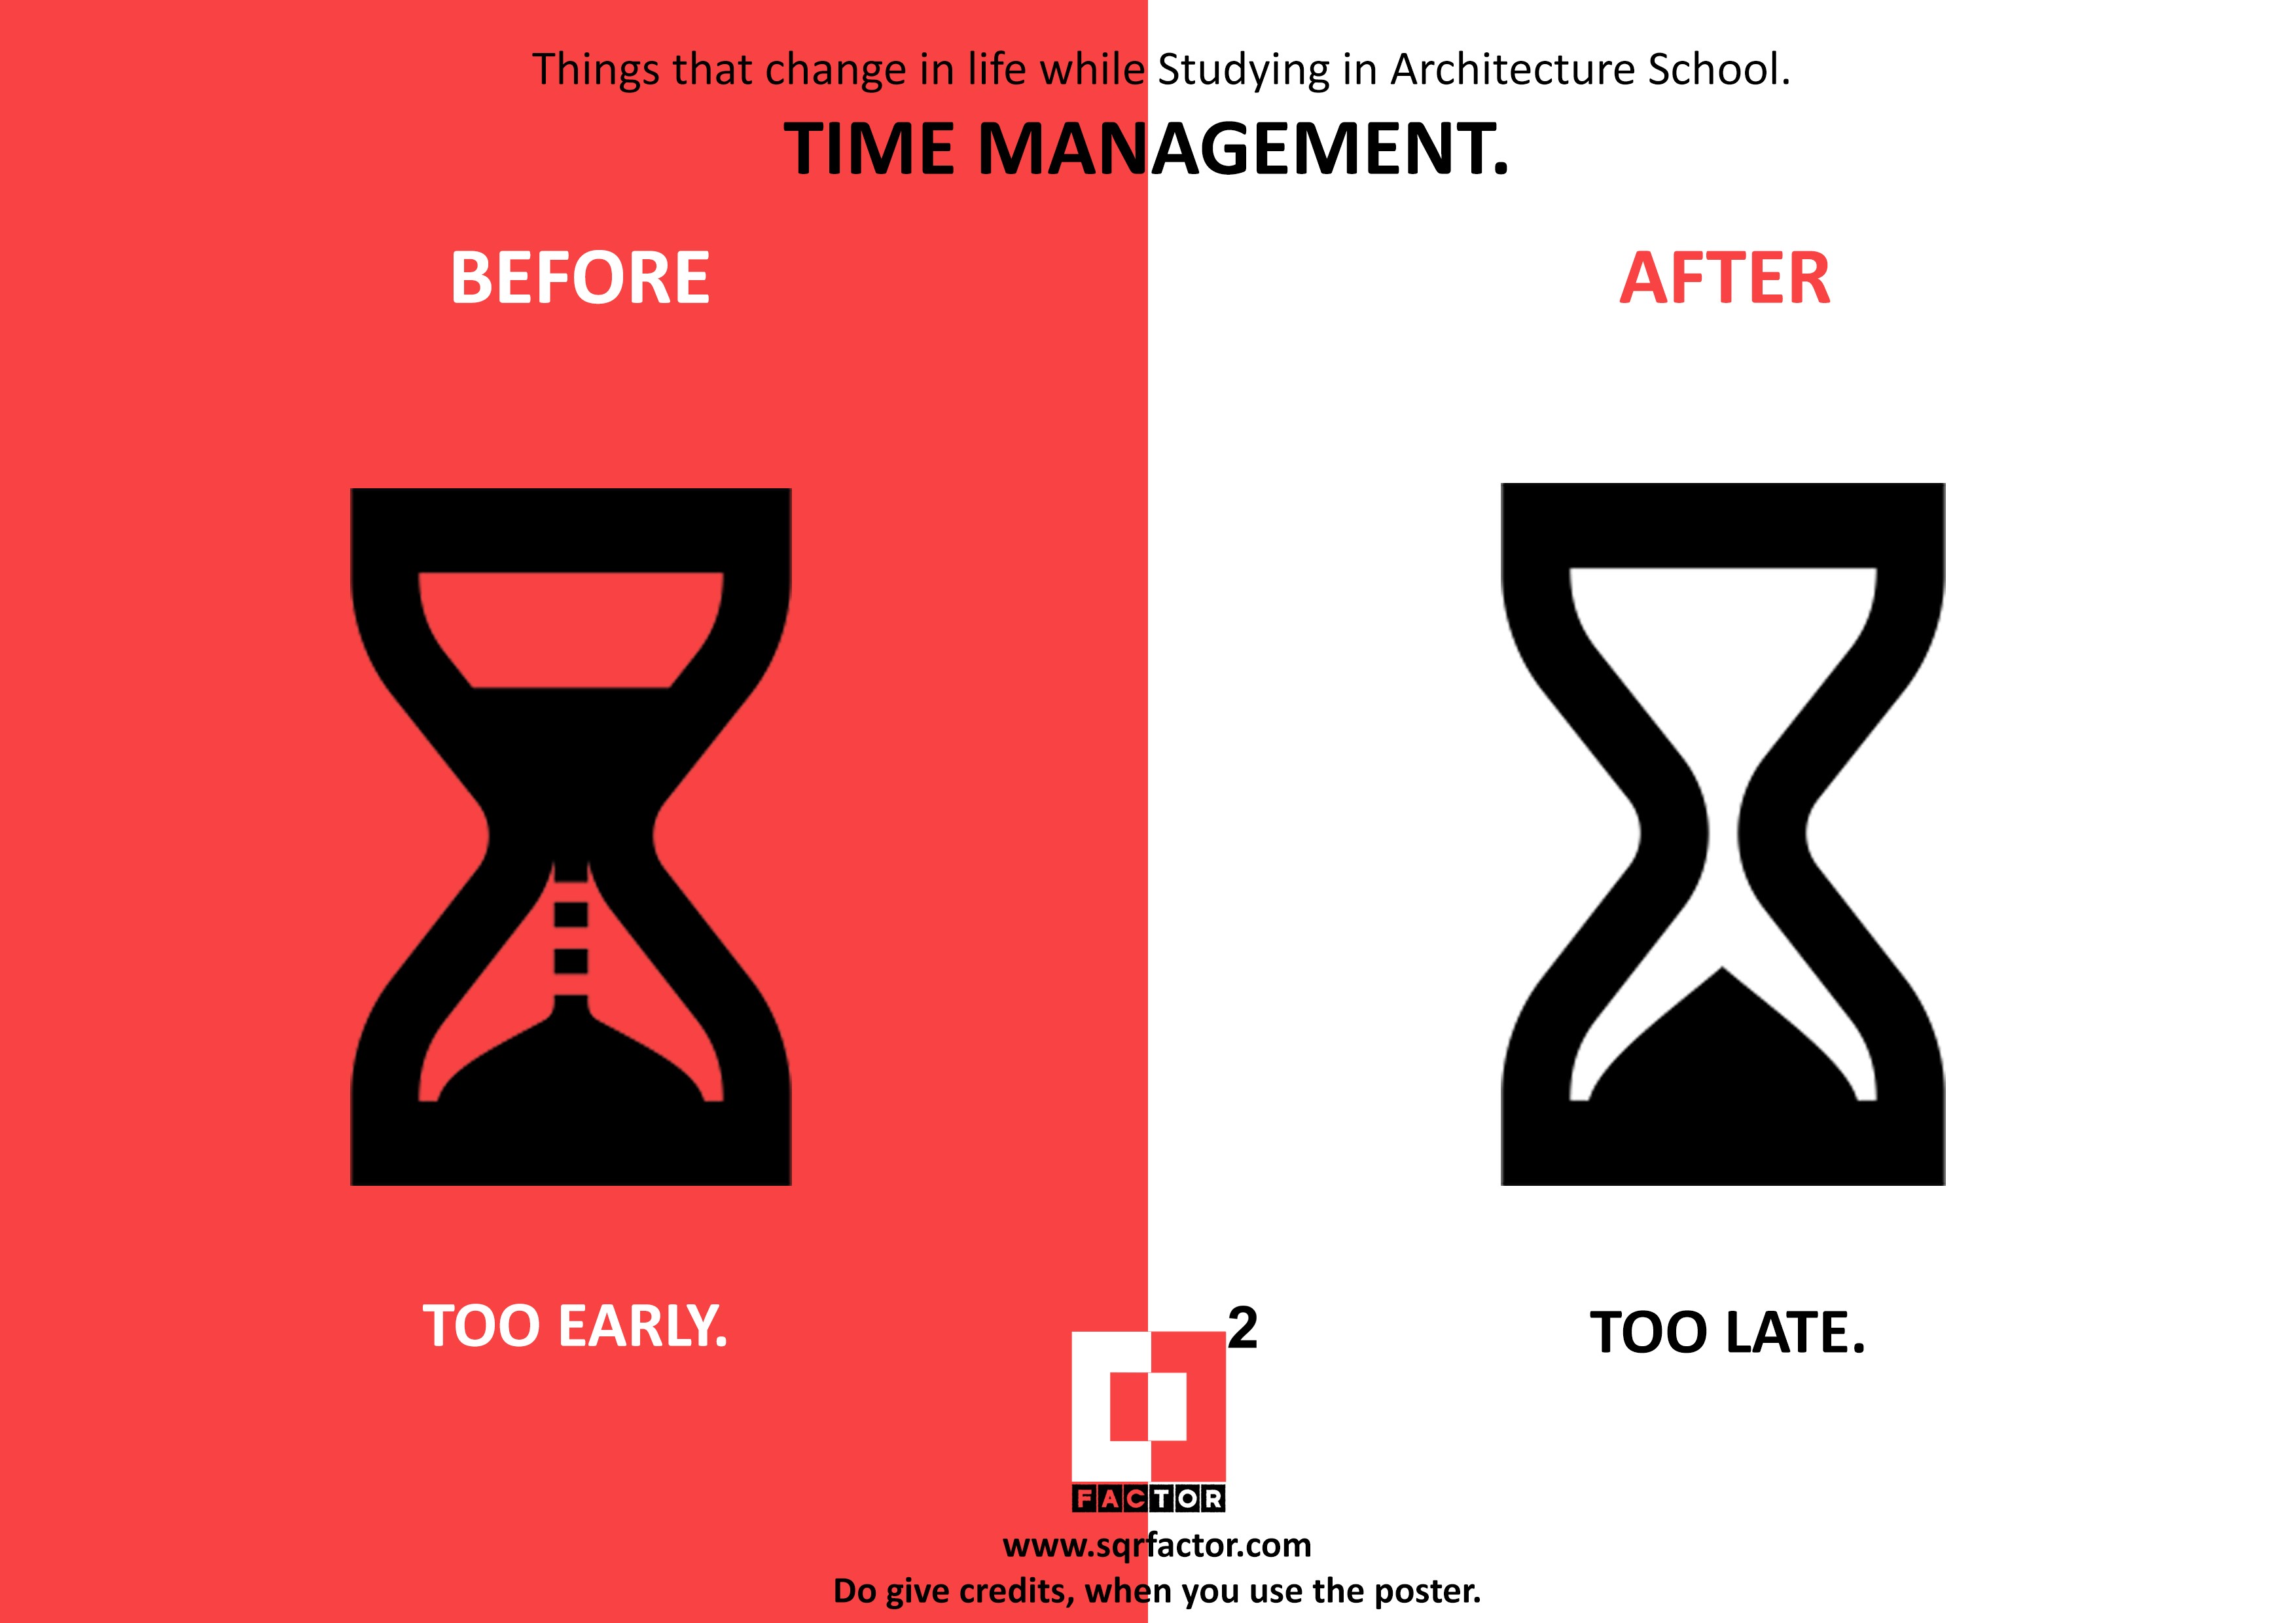 Things that change in life while Studying in Architecture School.
TIME MANAGEMENT.
BEFORE
AFTER
TOO EARLY.
TOO LATE.
2
FACTOR
www.sqrfactor.com
Do give credits, when you use the poster.